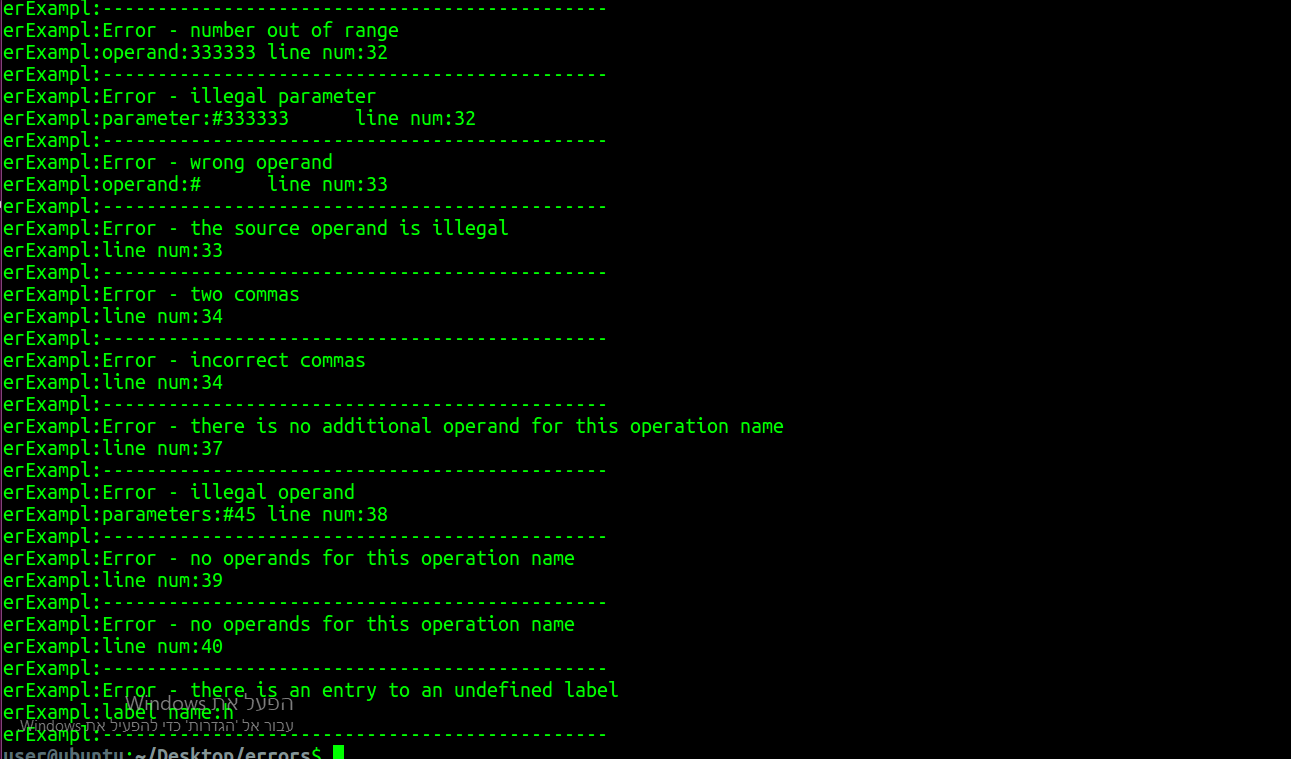 erExampl:----------------------------------------------
erExampl:Error - number out of range
erExampl:operand:333333 line num:32
erExampl:----------------------------------------------
erExampl:Error - illegal parameter
erExampl:parameter:#333333      line num:32
erExampl:----------------------------------------------
erExampl:Error - wrong operand
erExampl:operand:#      line num:33
erExampl:----------------------------------------------
erExampl:Error - the source operand is illegal
erExampl:line num:33
erExampl:----------------------------------------------
erExampl:Error - two commas
erExampl:line num:34
erExampl:----------------------------------------------
erExampl:Error - incorrect commas
erExampl:line num:34
erExampl:----------------------------------------------
erExampl:Error - there is no additional operand for this operation name
erExampl:line num:37
erExampl:----------------------------------------------
erExampl:Error - illegal operand
erExampl:parameters:#45 line num:38
erExampl:----------------------------------------------
erExampl:Error - no operands for this operation name
erExampl:line num:39
erExampl:----------------------------------------------
erExampl:Error - no operands for this operation name
erExampl:line num:40
erExampl:----------------------------------------------
erExampl:Error - there is an entry to an undefined label
הפעל את Windows
erExampl:label name:h
עבור אל 'הגדרות' כדי להפעיל את Windows
erExampl:----------------------------------------------
user@ubuntu:~/Desktop/errors$